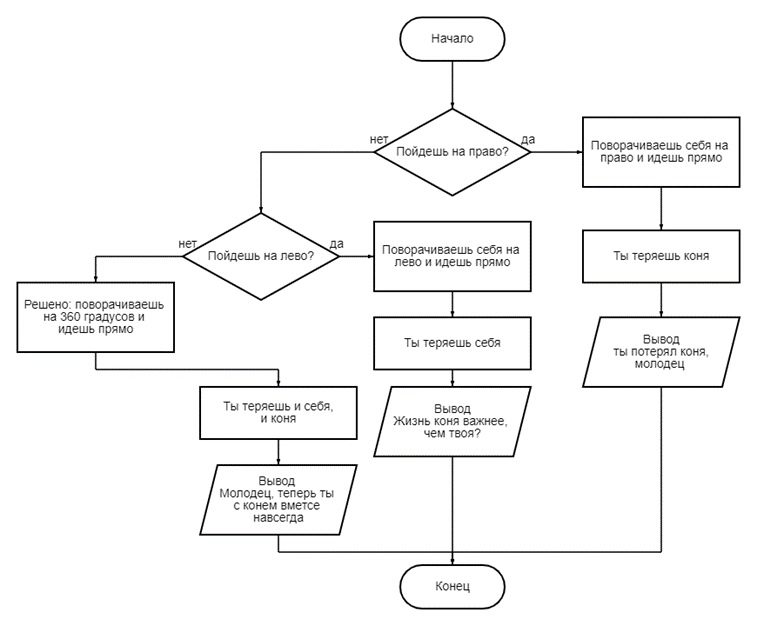 Начало
нет
да
Пойдешь на право?
Поворачиваешь себя на
право и идешь прямо
нет
да
Пойдешь на лево?
Поворачиваешь себя на
лево и идешь прямо
Ты теряешь коня
Решено: поворачиваешь
на 360 градусов и
идешь прямо
Ты теряешь себя
Вывод
ты потерял коня,
молодец
Ты теряешь и себя,
и коня
Вывод
Жизнь коня важнее,
чем твоя?
Вывод
Молодец, теперь ты
с конем вметсе
навсегда
Конец